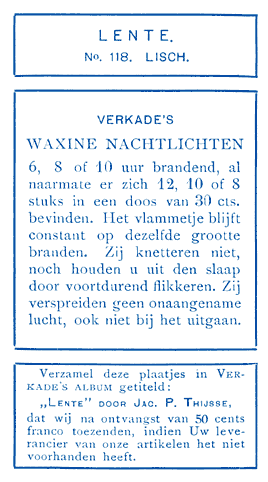 LENTE.
No. 118. LISCH.
VERKADE'S
WAXINE NACHTLICHTEN
6, 8 of 10 uur brandend, al
naarmate er zich 12, 10 of 8
stuks in een doos van 30 cts.
bevinden. Het vlammetje blijft
constant op dezelfde grootte
branden. Zij knetteren niet,
noch houden u uit den slaap
door voortdurend flikkeren. Zij
verspreiden geen onaangename
lucht, ook niet bij het uitgaan.
Verzamel deze plaatjes in VER-
KADE'S ALBUM getiteld:
„LENTE” DOOR JAC. P. THIJSSE,
dat wij na ontvangst van 50 cents
franco toezenden, indien Uw leve-
rancier van onze artikelen het niet
voorhanden heeft.